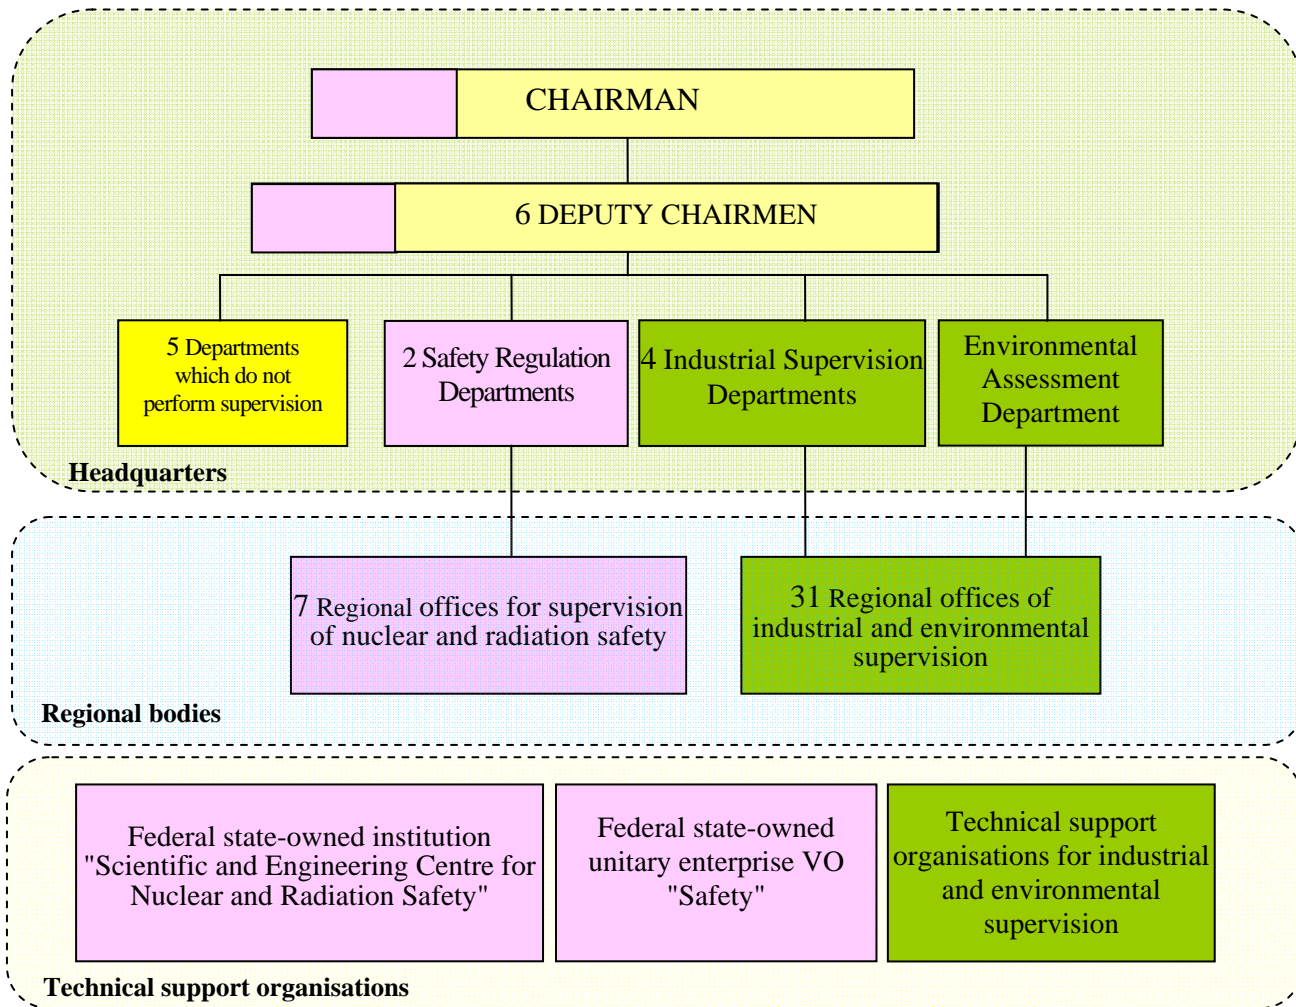 CHAIRMAN
6 DEPUTY CHAIRMEN
5 Departments
which do not
perform supervision
2 Safety Regulation
Departments
4 Industrial Supervision
Departments
Environmental
Assessment
Department
Headquarters
7 Regional offices for supervision
of nuclear and radiation safety
31 Regional offices of
industrial and environmental
supervision
Regional bodies
Federal state-owned institution
"Scientific and Engineering Centre for
Nuclear and Radiation Safety"
Federal state-owned
unitary enterprise VO
"Safety"
Technical support
organisations for industrial
and environmental
supervision
Technical support organisations